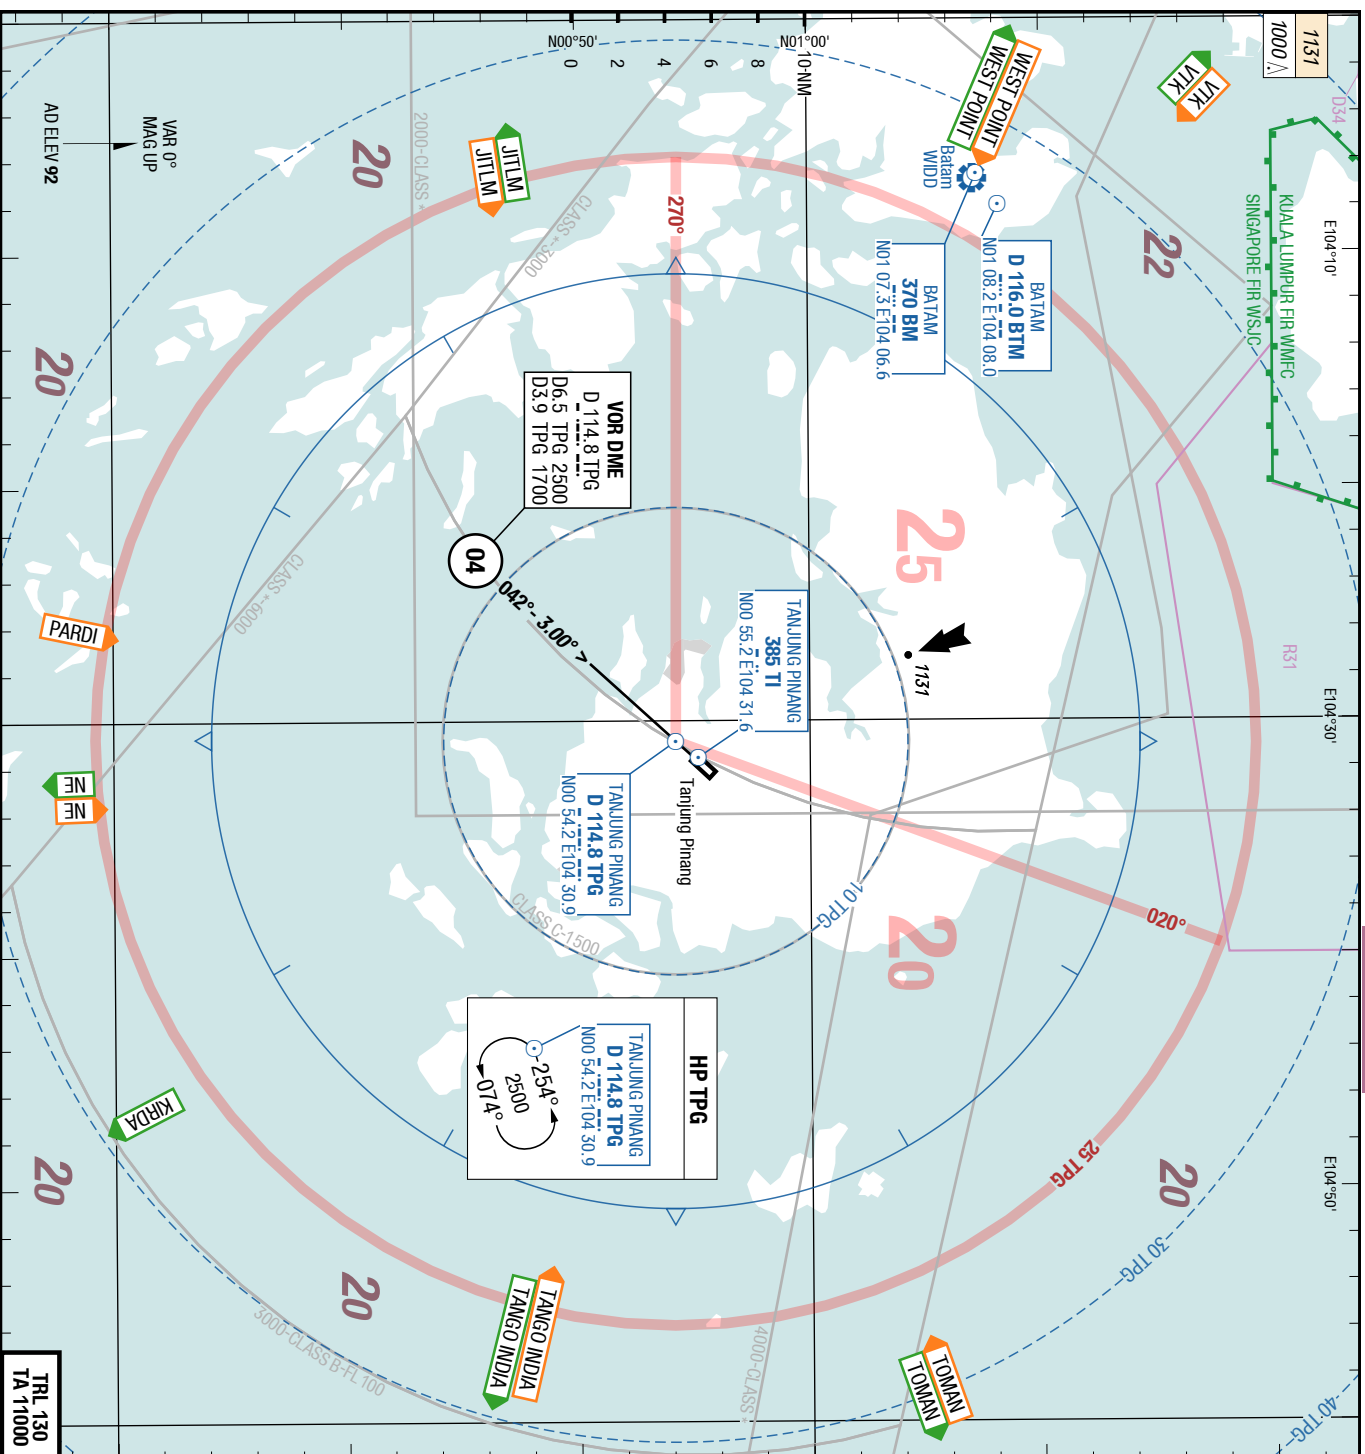 1131
1000
VTK
VTK
WEST POINT
WEST POINT
D34
KUALA LUMPUR FIR WMFC
SINGAPORE FIR WSJC
E104°10'
22
N00°50'
N01°00'
0
2
4
6
8
10-NM
Batam
WIDD
BATAM
D 116.0 BTM
N01 08.2 E104 08.0
BATAM
370 BM
N01 07.3 E104 06.6
VAR 0°
MAG UP
AD ELEV 92
20
2000-CLASS *
JITLM
JITLM
CLASS *-3000
270°
20
VOR DME
D 114.8 TPG
D6.5 TPG 2500
D3.9 TPG 1700
04
042° - 3.00° >
25
1131
R31
E104°30'
TANJUNG PINANG
385 TI
N00 55.2 E104 31.6
CLASS *-6000
PARDI
NE
NE
TANJUNG PINANG
D 114.8 TPG
N00 54.2 E104 30.9
Tanjung Pinang
10 TPG
CLASS C-1500
020°
20
HP TPG
TANJUNG PINANG
D 114.8 TPG
N00 54.2 E104 30.9
254°
2500
074°
25 TPG
E104°50'
20
30 TPG
KIRDA
20
20
TANGO INDIA
TANGO INDIA
3000-CLASS B-FL100
4000-CLASS *
TOMAN
TOMAN
40 TPG
TRL 130
TA 11000